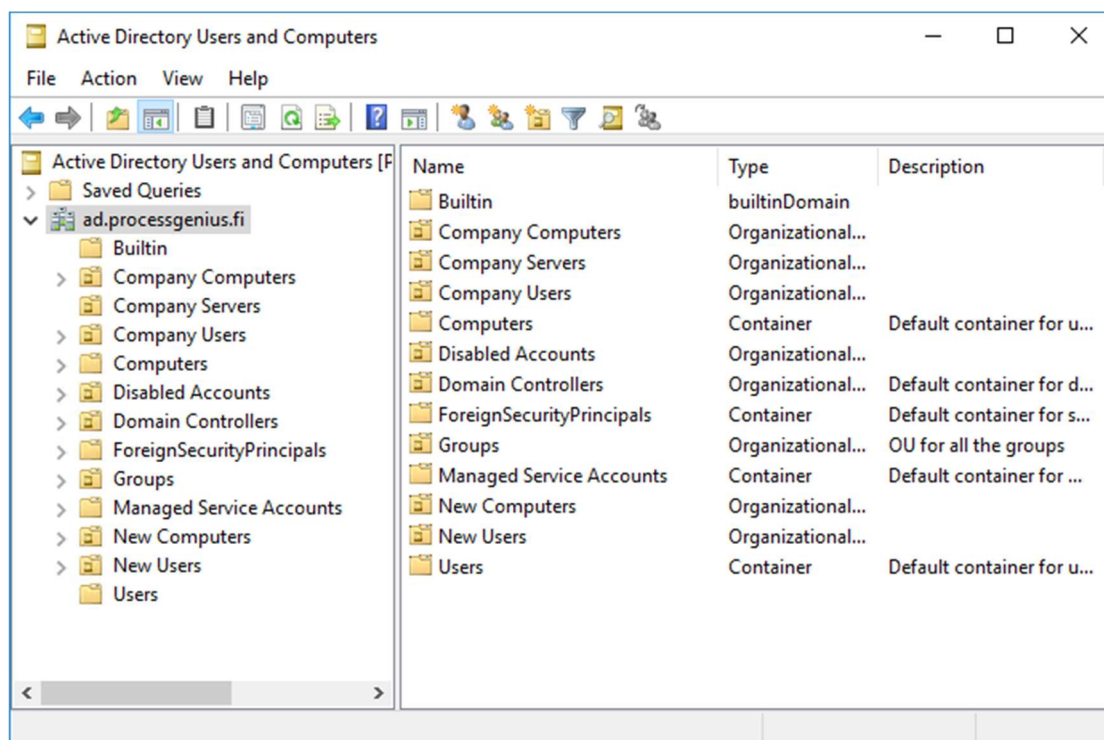 Active Directory Users and Computers
File Action View Help
Active Directory Users and Computers [P
Saved Queries
ad.processgenius.fi
Builtin
Company Computers
Company Servers
Company Users
Computers
Disabled Accounts
Domain Controllers
ForeignSecurityPrincipals
Groups
Managed Service Accounts
New Computers
New Users
Users
Name Type Description
Builtin builtinDomain
Company Computers Organizational...
Company Servers Organizational...
Company Users Organizational...
Computers Container Default container for u...
Disabled Accounts Organizational...
Domain Controllers Organizational... Default container for d...
ForeignSecurityPrincipals Container Default container for s...
Groups Organizational... OU for all the groups
Managed Service Accounts Container Default container for ...
New Computers Organizational...
New Users Organizational...
Users Container Default container for u...